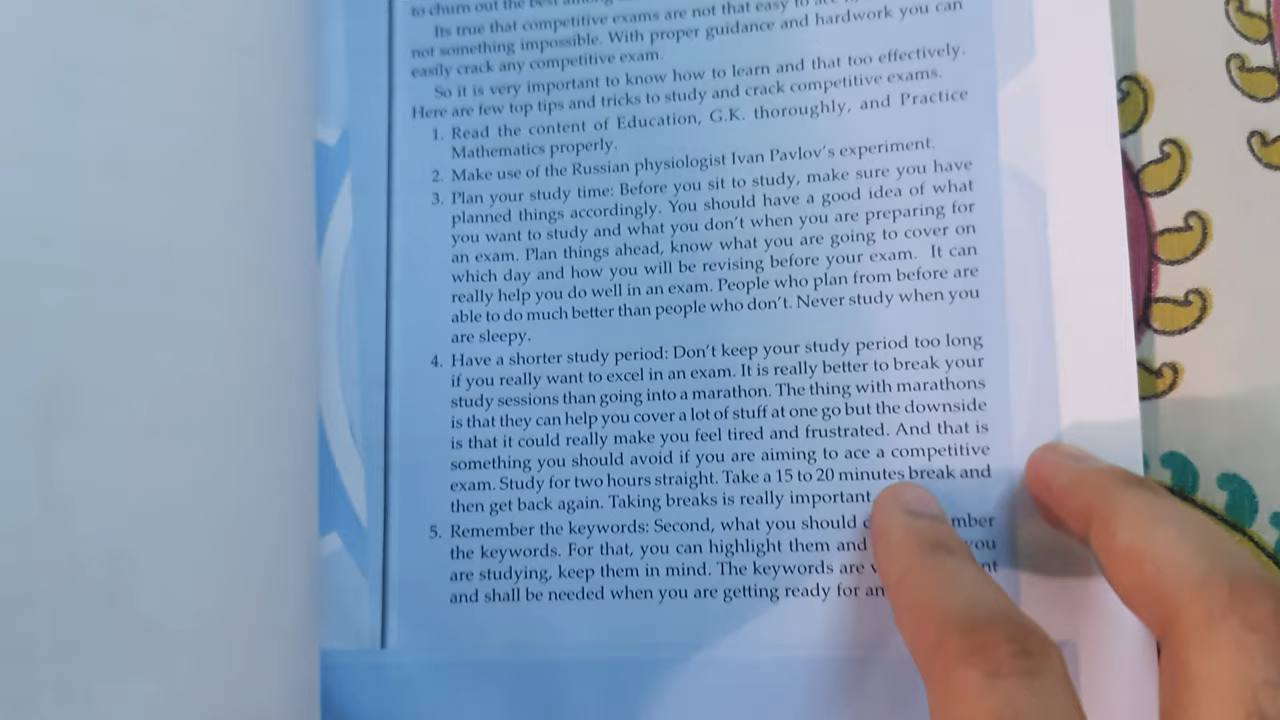 to churn out the best among
Its true that competitive exams are not that easy to
not something impossible. With proper guidance and hardwork you can
easily crack any competitive exam.
So it is very important to know how to learn and that too effectively.
Here are few top tips and tricks to study and crack competitive exams.
1. Read the content of Education, G.K. thoroughly, and Practice
Mathematics properly.
2. Make use of the Russian physiologist Ivan Pavlov's experiment.
3. Plan your study time: Before you sit to study, make sure you have
planned things accordingly. You should have a good idea of what
you want to study and what you don't when you are preparing for
an exam. Plan things ahead, know what you are going to cover on
which day and how you will be revising before your exam. It can
really help you do well in an exam. People who plan from before are
able to do much better than people who don't. Never study when you
are sleepy.
4. Have a shorter study period: Don't keep your study period too long
if you really want to excel in an exam. It is really better to break your
study sessions than going into a marathon. The thing with marathons
is that they can help you cover a lot of stuff at one go but the downside
is that it could really make you feel tired and frustrated. And that is
something you should avoid if you are aiming to ace a competitive
exam. Study for two hours straight. Take a 15 to 20 minutes break and
then get back again. Taking breaks is really important
5. Remember the keywords: Second, what you should
the keywords. For that, you can highlight them and you
are studying, keep them in mind. The keywords are
and shall be needed when you are getting ready for